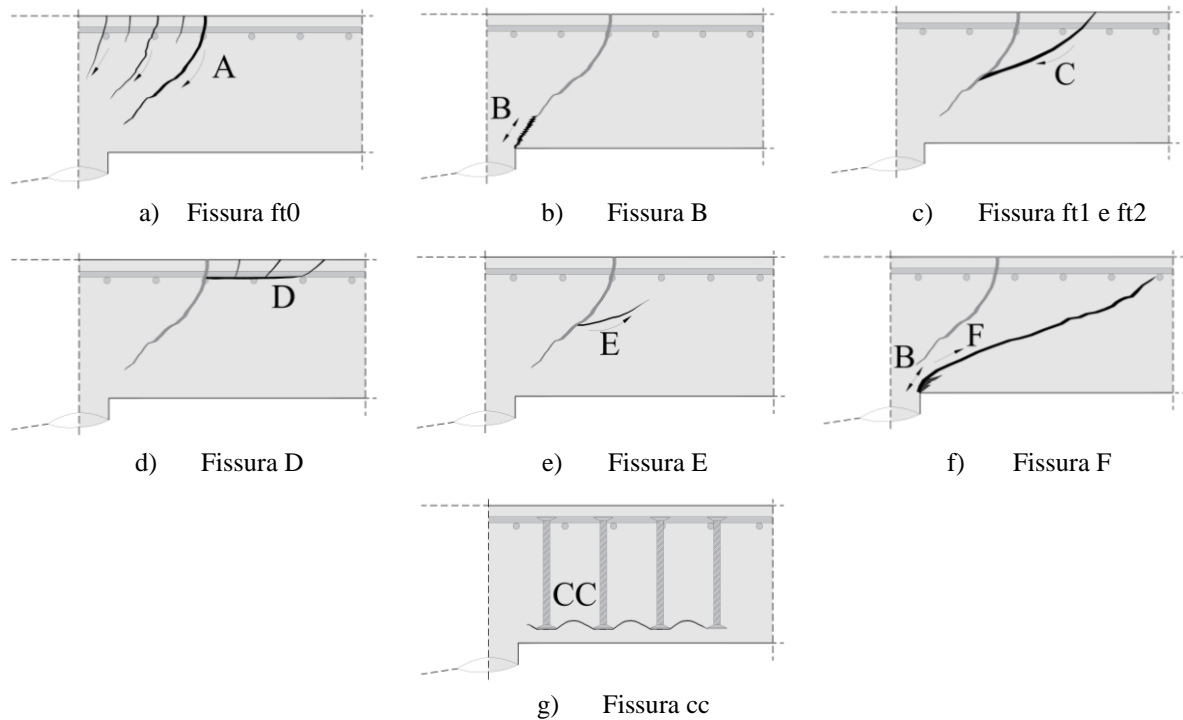 A
B
C
a) Fissura ft0
b) Fissura B
c) Fissura ft1 e ft2
D
E
B
F
d) Fissura D
e) Fissura E
f) Fissura F
CC
g) Fissura cc